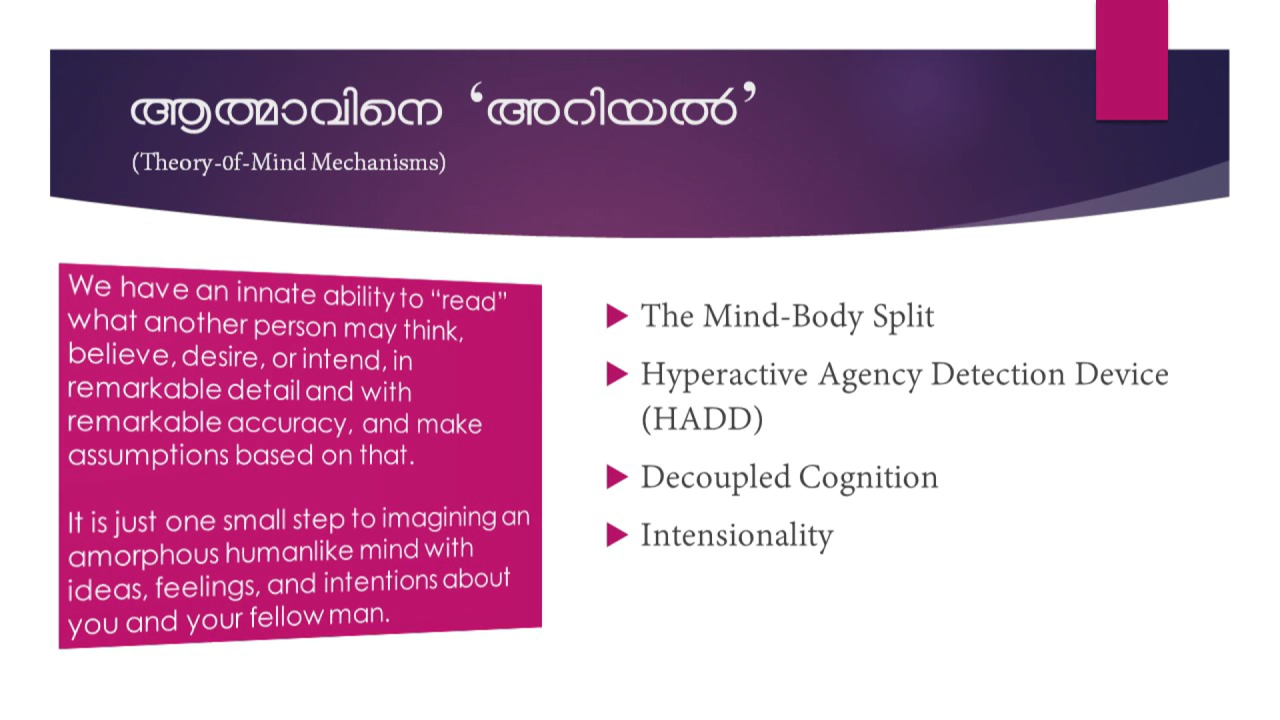 ആത്മാവിനെ ‘അറിയൽ’
(Theory-0f-Mind Mechanisms)
We have an innate ability to “read”
what another person may think,
believe, desire, or intend, in
remarkable detail and with
remarkable accuracy, and make
assumptions based on that.
It is just one small step to imagining an
amorphous humanlike mind with
ideas, feelings, and intentions about
you and your fellow man.
The Mind-Body Split
Hyperactive Agency Detection Device
(HADD)
Decoupled Cognition
Intensionality